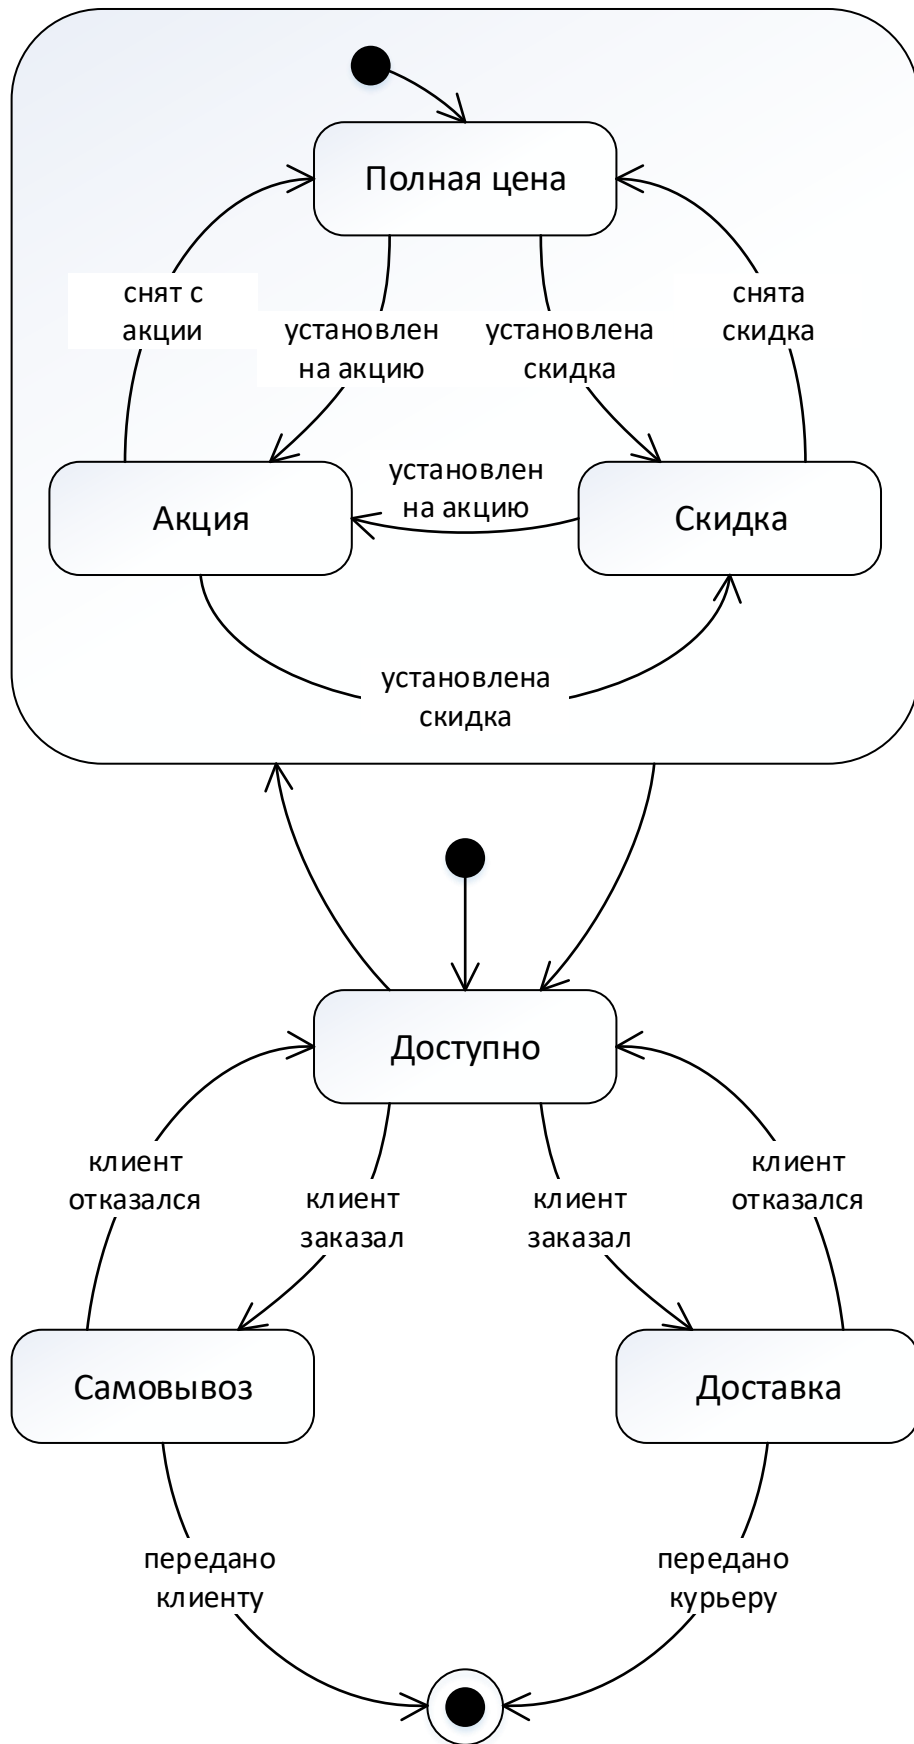 Полная цена
снят с
акции
установлен
на акцию
установлена
скидка
снята
скидка
Акция
установлен
на акцию
Скидка
установлена
скидка
Доступно
клиент
отказался
клиент
заказал
клиент
заказал
клиент
отказался
Самовывоз
Доставка
передано
клиенту
передано
курьеру